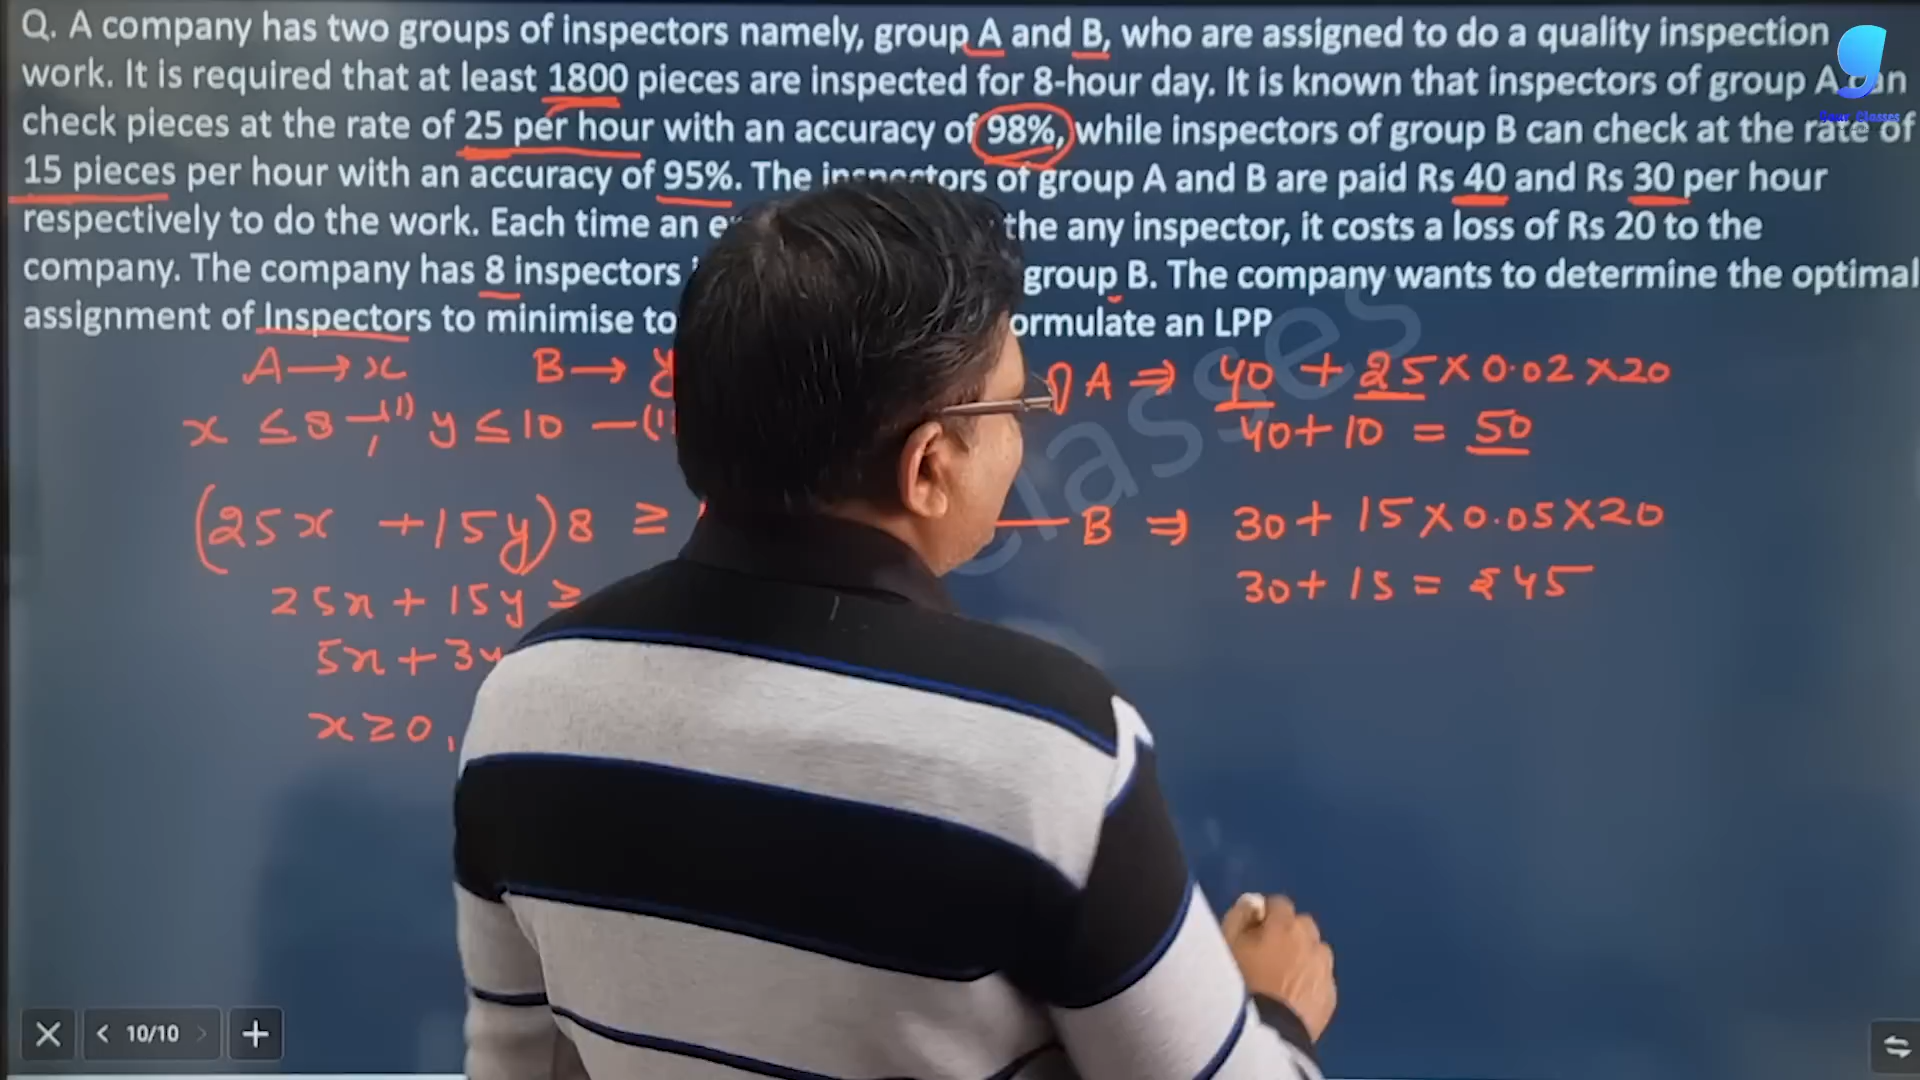 Q. A company has two groups of inspectors namely, group A and B, who are assigned to do a quality inspection
work. It is required that at least 1800 pieces are inspected for 8-hour day. It is known that inspectors of group A can
check pieces at the rate of 25 per hour with an accuracy of 98%, while inspectors of group B can check at the rate of
15 pieces per hour with an accuracy of 95%. The inspectors of group A and B are paid Rs 40 and Rs 30 per hour
respectively to do the work. Each time an the any inspector, it costs a loss of Rs 20 to the
company. The company has 8 inspectors group B. The company wants to determine the optimal
assignment of Inspectors to minimise an LPP
A → x B → y A ⇒ 40 + 25 × 0.02 × 20
x ≤ 8 –(1), y ≤ 10 — 40 + 10 = 50
(25x + 15y) 8 ≥ — B ⇒ 30 + 15 × 0.05 × 20
25x + 15y ≥ 30 + 15 = ₹45
5x + 3y
x ≥ 0,
classes
10/10